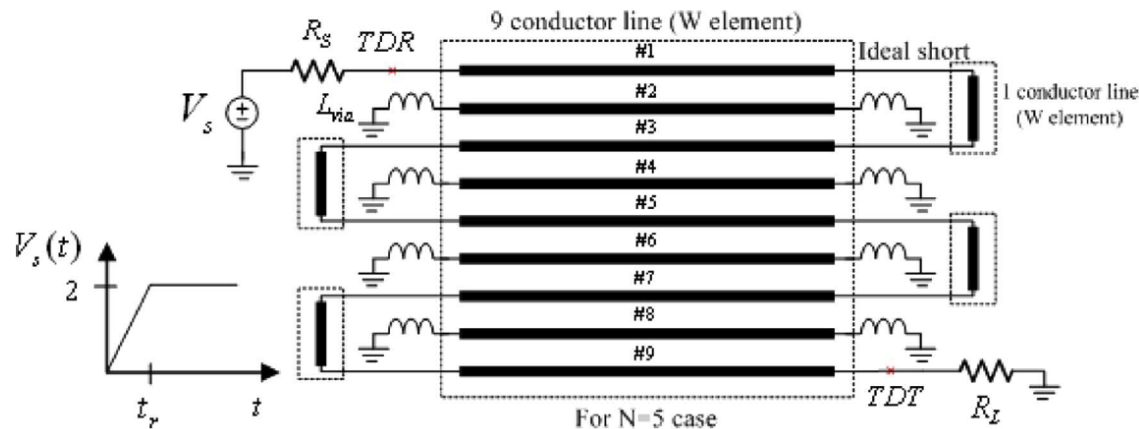 9 conductor line (W element)
R_S TDR
#1
Ideal short
#2
1 conductor line
(W element)
V_s
L_via
#3
#4
#5
#6
V_s(t)
2
#7
#8
#9
t_r
t
TDT
R_L
For N=5 case